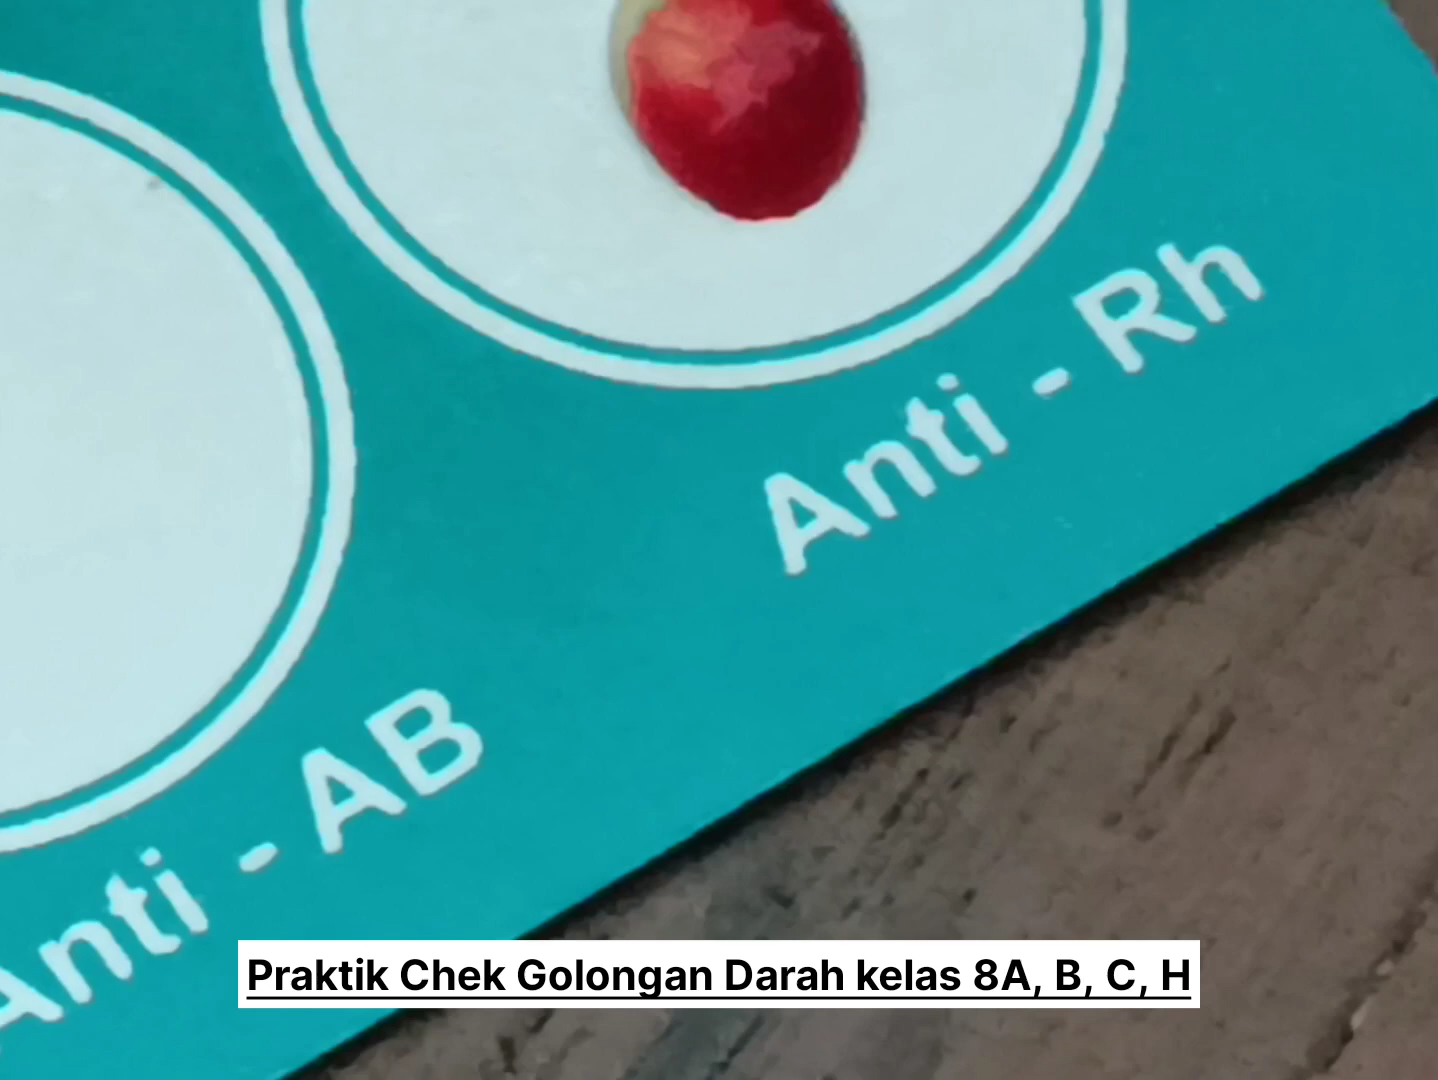 Anti - Rh
Anti - AB
Praktik Chek Golongan Darah kelas 8A, B, C, H